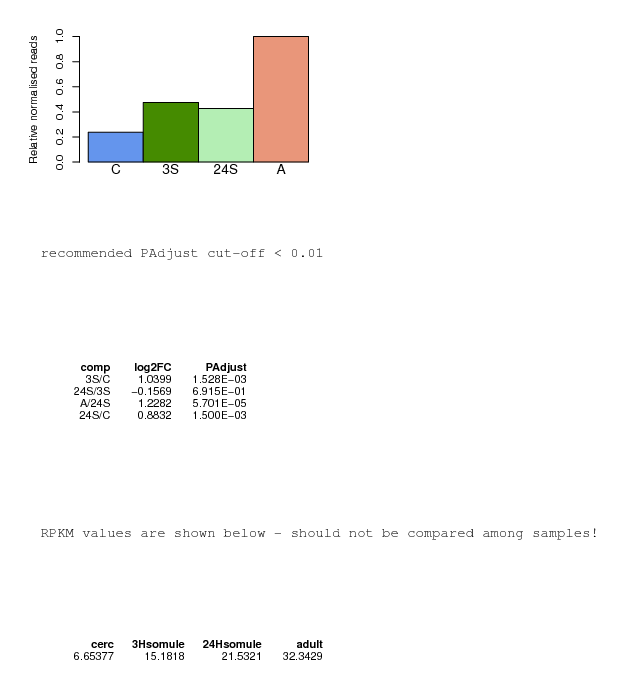 Relative normalised reads
1.0
0.8
0.6
0.4
0.2
0.0
C 3S 24S A
recommended PAdjust cut-off < 0.01
comp log2FC PAdjust
3S/C 1.0399 1.528E−03
24S/3S −0.1569 6.915E−01
A/24S 1.2282 5.701E−05
24S/C 0.8832 1.500E−03
RPKM values are shown below - should not be compared among samples!
cerc 3Hsomule 24Hsomule adult
6.65377 15.1818 21.5321 32.3429